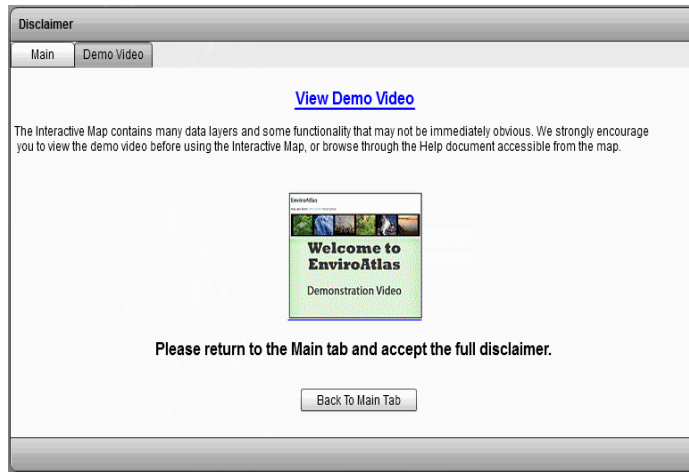 Disclaimer
Main
Demo Video
View Demo Video
The Interactive Map contains many data layers and some functionality that may not be immediately obvious. We strongly encourage
you to view the demo video before using the Interactive Map, or browse through the Help document accessible from the map.
EnviroAtlas
Welcome to
EnviroAtlas
Demonstration Video
Please return to the Main tab and accept the full disclaimer.
Back To Main Tab